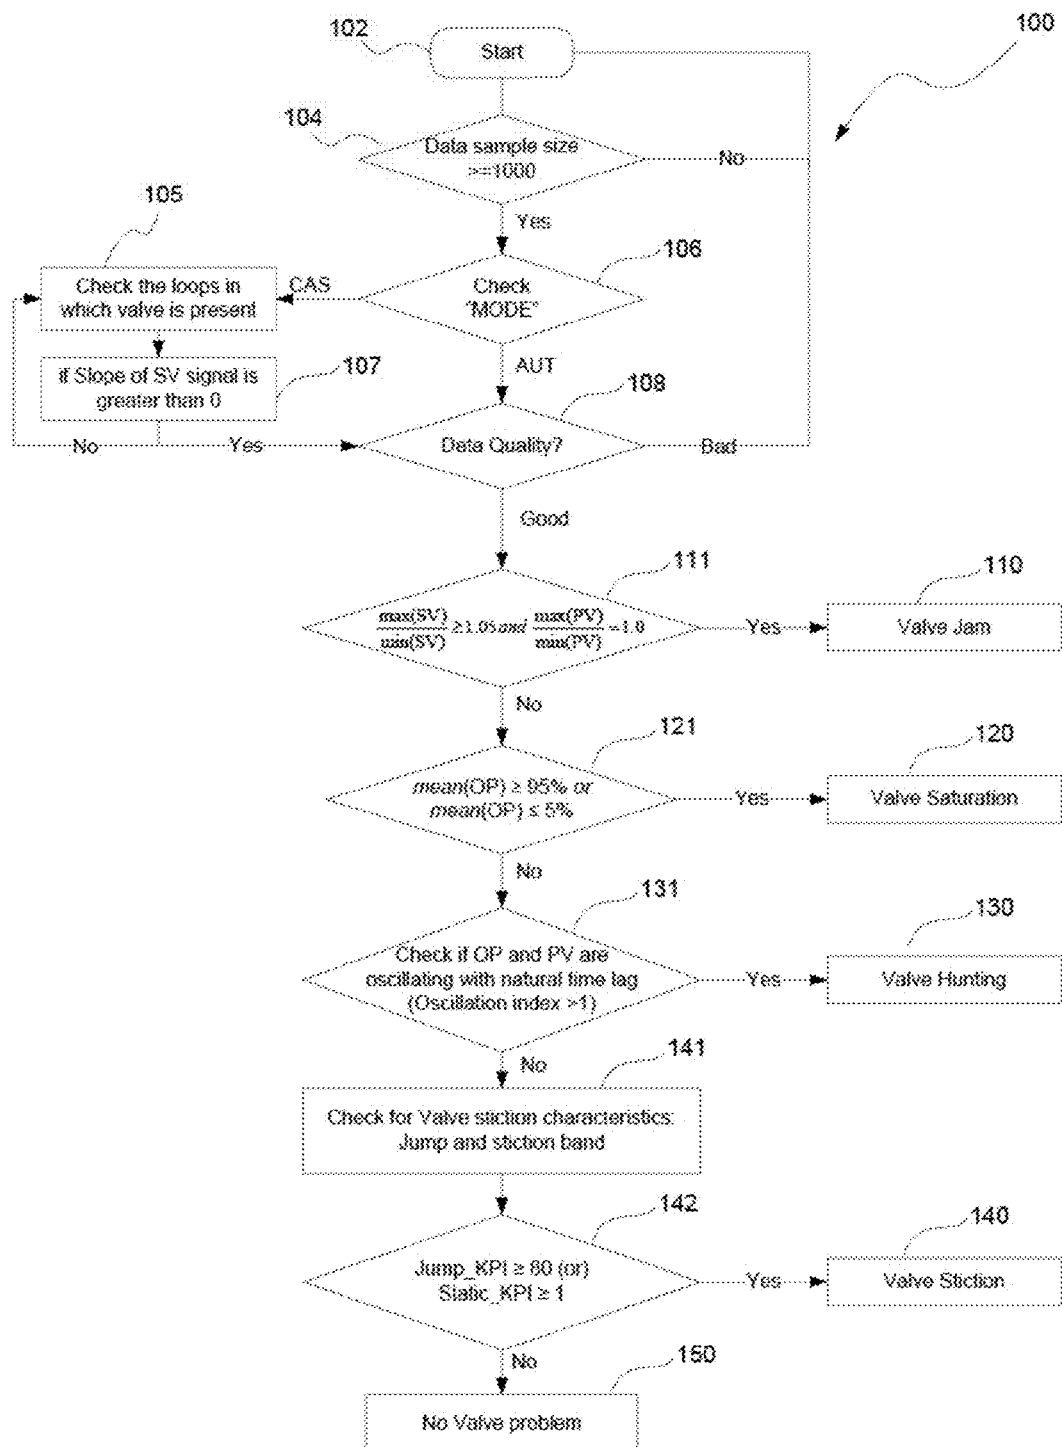 100
102
Start
104
Data sample size
>=1000
No
Yes
105
106
Check the loops in
which valve is present
CAS
Check
"MODE"
if Slope of SV signal is
greater than 0
107
AUT
108
No
Yes
Data Quality?
Bad
Good
111
110
max(SV)/min(SV) ≥1.05 and max(PV)/min(PV) =1.0
Yes
Valve Jam
No
121
120
mean(OP) ≥ 95% or
mean(OP) ≤ 5%
Yes
Valve Saturation
No
131
130
Check if OP and PV are
oscillating with natural time lag
(Oscillation index >1)
Yes
Valve Hunting
No
141
Check for Valve stiction characteristics:
Jump and stiction band
142
140
Jump_KPI ≥ 60 (or)
Static_KPI ≥ 1
Yes
Valve Stiction
No
150
No Valve problem